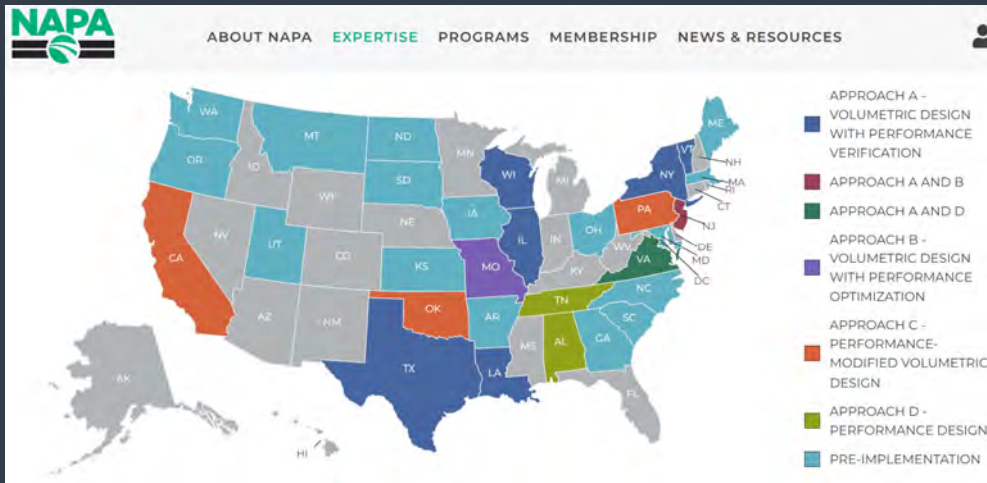 NAPA
ABOUT NAPA EXPERTISE PROGRAMS MEMBERSHIP NEWS & RESOURCES
WA
MT
ND
MN
ME
OR
ID
SD
WI
MI
NY
VT
NH
MA
RI
CT
WY
IA
PA
NJ
NV
UT
NE
IL
IN
OH
DE
MD
DC
CA
CO
KS
MO
KY
WV
VA
AZ
NM
OK
AR
TN
NC
SC
TX
LA
MS
AL
GA
FL
AK
HI
APPROACH A -
VOLUMETRIC DESIGN
WITH PERFORMANCE
VERIFICATION
APPROACH A AND B
APPROACH A AND D
APPROACH B -
VOLUMETRIC DESIGN
WITH PERFORMANCE
OPTIMIZATION
APPROACH C -
PERFORMANCE-
MODIFIED VOLUMETRIC
DESIGN
APPROACH D -
PERFORMANCE DESIGN
PRE-IMPLEMENTATION